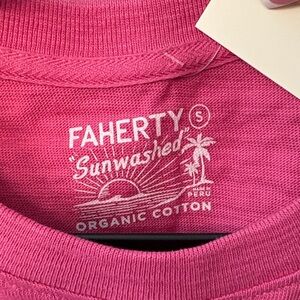 FAHERTY S
"Sunwashed"
MADE IN
PERU
ORGANIC COTTON